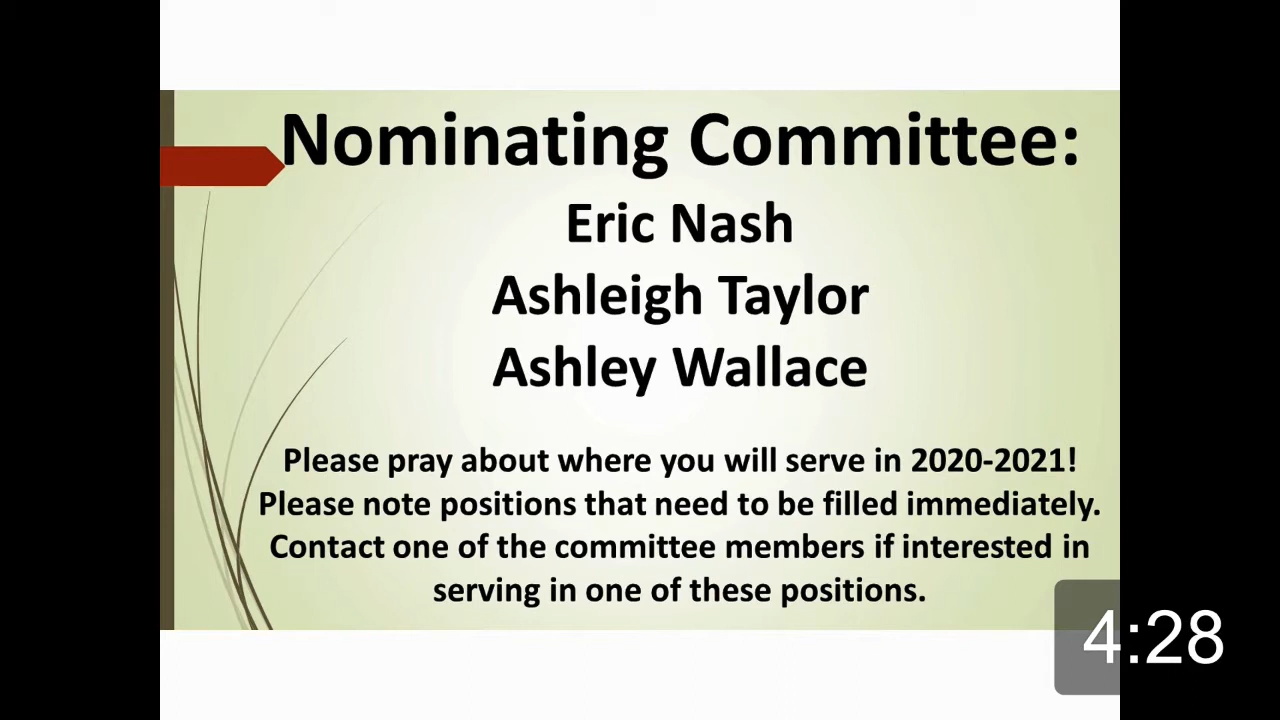 Nominating Committee:
Eric Nash
Ashleigh Taylor
Ashley Wallace
Please pray about where you will serve in 2020-2021!
Please note positions that need to be filled immediately.
Contact one of the committee members if interested in
serving in one of these positions.
4:28